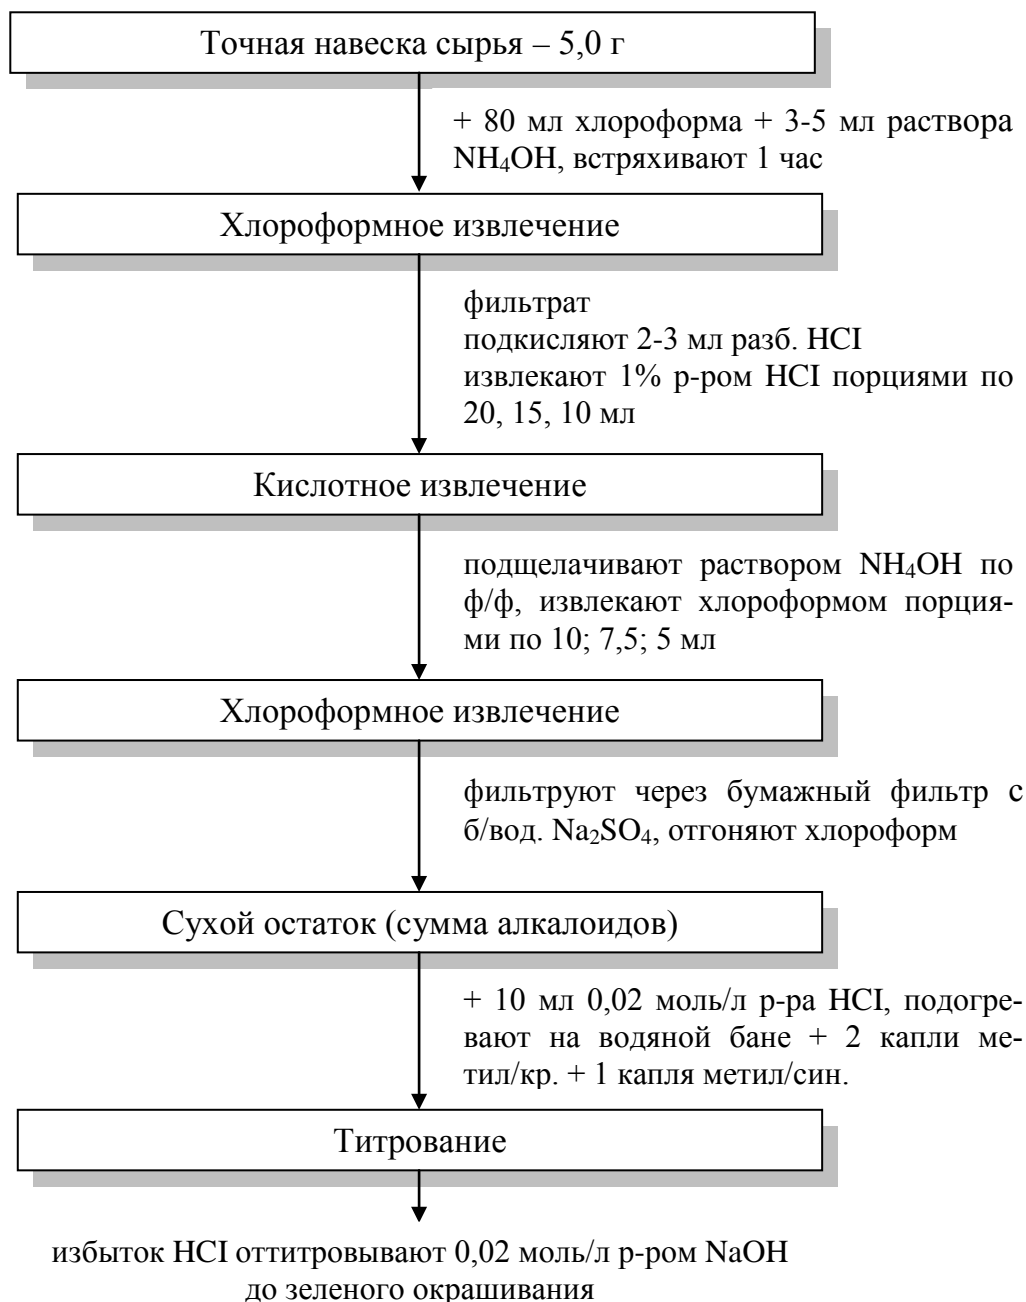 Точная навеска сырья – 5,0 г
+ 80 мл хлороформа + 3-5 мл раствора
NH₄OH, встряхивают 1 час
Хлороформное извлечение
фильтрат
подкисляют 2-3 мл разб. HCI
извлекают 1% р-ром HCI порциями по
20, 15, 10 мл
Кислотное извлечение
подщелачивают раствором NH₄OH по
ф/ф, извлекают хлороформом порция-
ми по 10; 7,5; 5 мл
Хлороформное извлечение
фильтруют через бумажный фильтр с
б/вод. Na₂SO₄, отгоняют хлороформ
Сухой остаток (сумма алкалоидов)
+ 10 мл 0,02 моль/л р-ра HCI, подогре-
вают на водяной бане + 2 капли ме-
тил/кр. + 1 капля метил/син.
Титрование
избыток HCI оттитровывают 0,02 моль/л р-ром NaOH
до зеленого окрашивания